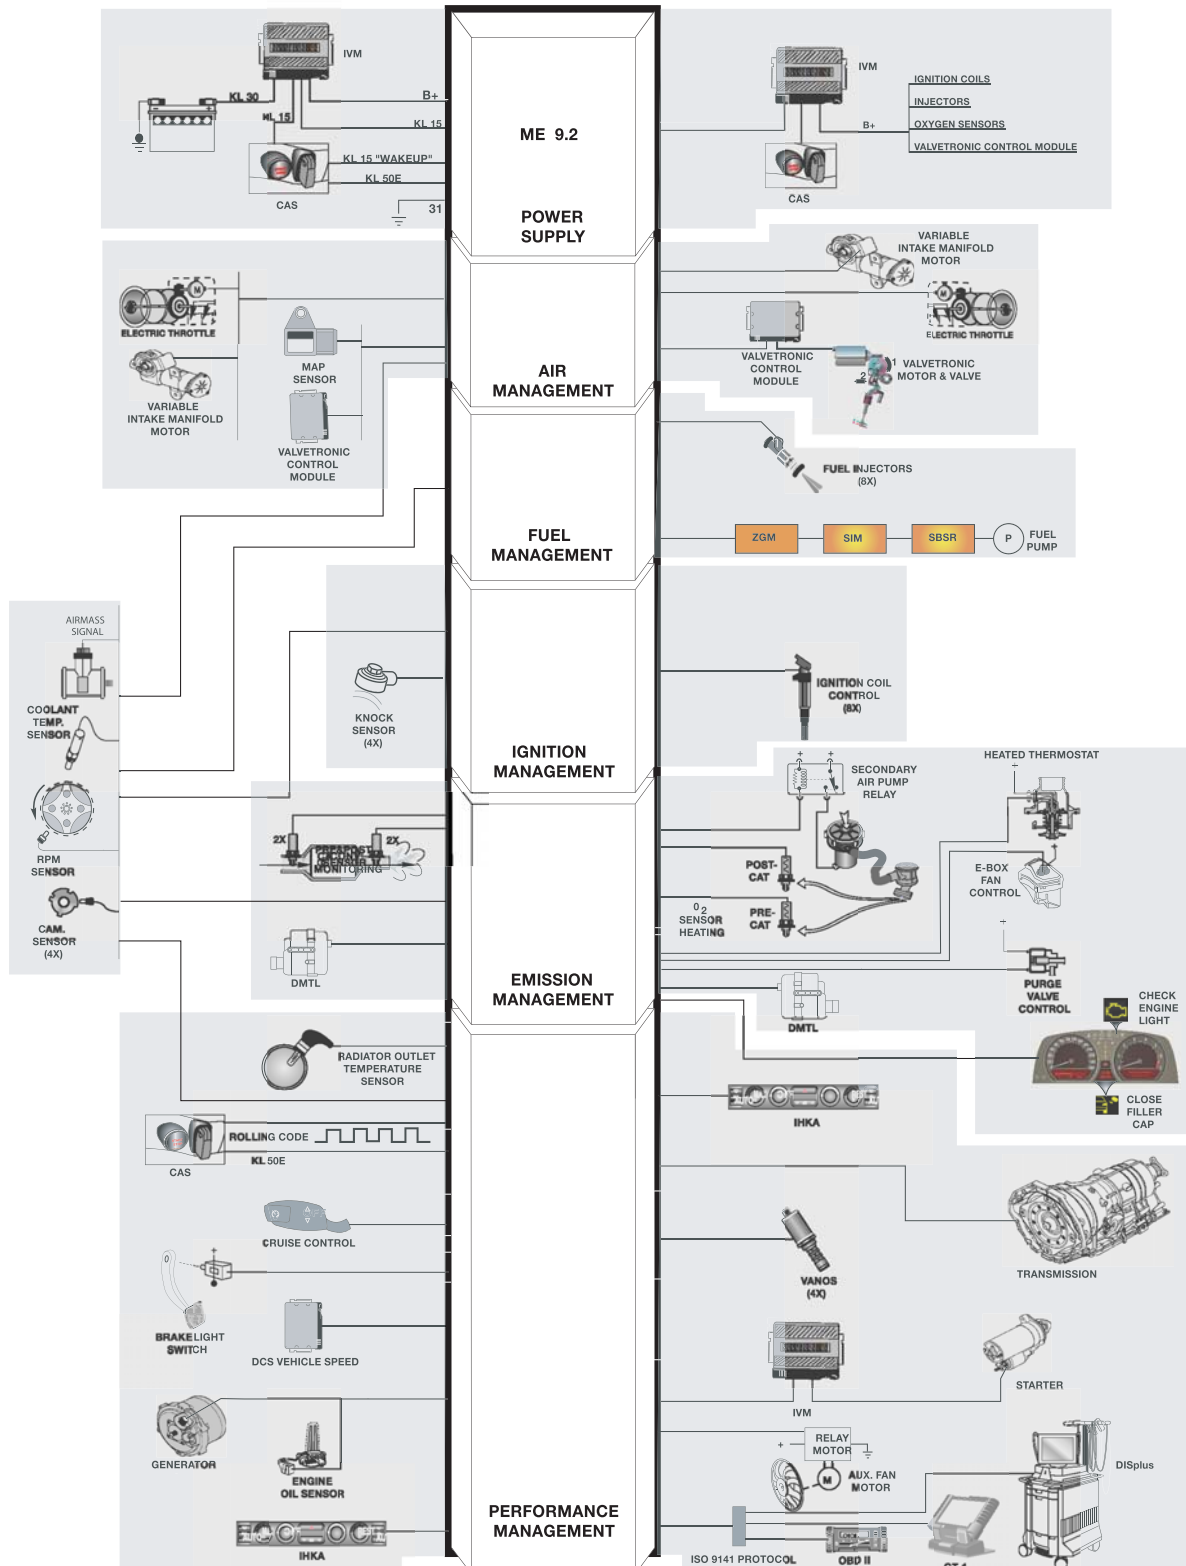 IVM
KL 30
KL 15
B+
KL 15
KL 15 "WAKEUP"
KL 50E
CAS
31
ME 9.2
POWER
SUPPLY
IVM
B+
IGNITION COILS
INJECTORS
OXYGEN SENSORS
VALVETRONIC CONTROL MODULE
CAS
M
ELECTRIC THROTTLE
VARIABLE
INTAKE MANIFOLD
MOTOR
MAP
SENSOR
VALVETRONIC
CONTROL
MODULE
AIR
MANAGEMENT
VARIABLE
INTAKE MANIFOLD
MOTOR
M
ELECTRIC THROTTLE
VALVETRONIC
CONTROL
MODULE
1
2
VALVETRONIC
MOTOR & VALVE
FUEL
MANAGEMENT
FUEL INJECTORS
(8X)
ZGM
SIM
SBSR
P
FUEL
PUMP
AIRMASS
SIGNAL
COOLANT
TEMP.
SENSOR
RPM
SENSOR
CAM.
SENSOR
(4X)
KNOCK
SENSOR
(4X)
IGNITION
MANAGEMENT
IGNITION COIL
CONTROL
(8X)
2X
2X
MONITORING
DMTL
EMISSION
MANAGEMENT
+
+
SECONDARY
AIR PUMP
RELAY
HEATED THERMOSTAT
+
POST-
CAT
PRE-
CAT
O2
SENSOR
HEATING
+
E-BOX
FAN
CONTROL
+
PURGE
VALVE
CONTROL
DMTL
CHECK
ENGINE
LIGHT
CLOSE
FILLER
CAP
RADIATOR OUTLET
TEMPERATURE
SENSOR
CAS
ROLLING CODE
KL 50E
CRUISE CONTROL
+
BRAKE LIGHT
SWITCH
DCS VEHICLE SPEED
GENERATOR
ENGINE
OIL SENSOR
IHKA
PERFORMANCE
MANAGEMENT
IHKA
TRANSMISSION
VANOS
(4X)
IVM
STARTER
+
RELAY
MOTOR
M
AUX. FAN
MOTOR
DISplus
ISO 9141 PROTOCOL
OBD II